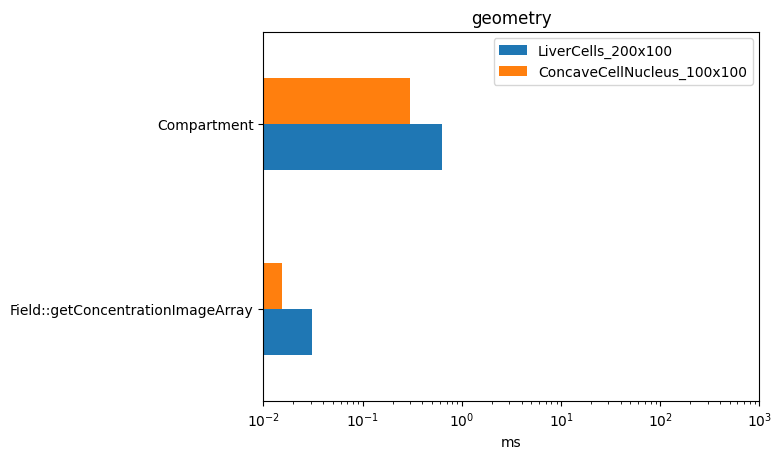 geometry
LiverCells_200x100
ConcaveCellNucleus_100x100
Compartment
Field::getConcentrationImageArray
10⁻² 10⁻¹ 10⁰ 10¹ 10² 10³
ms